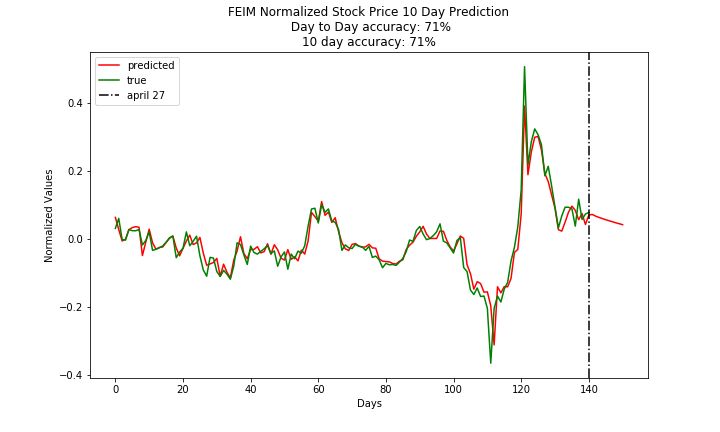 FEIM Normalized Stock Price 10 Day Prediction
Day to Day accuracy: 71%
10 day accuracy: 71%
predicted
true
april 27
Normalized Values
0.4
0.2
0.0
−0.2
−0.4
0
20
40
60
80
100
120
140
Days